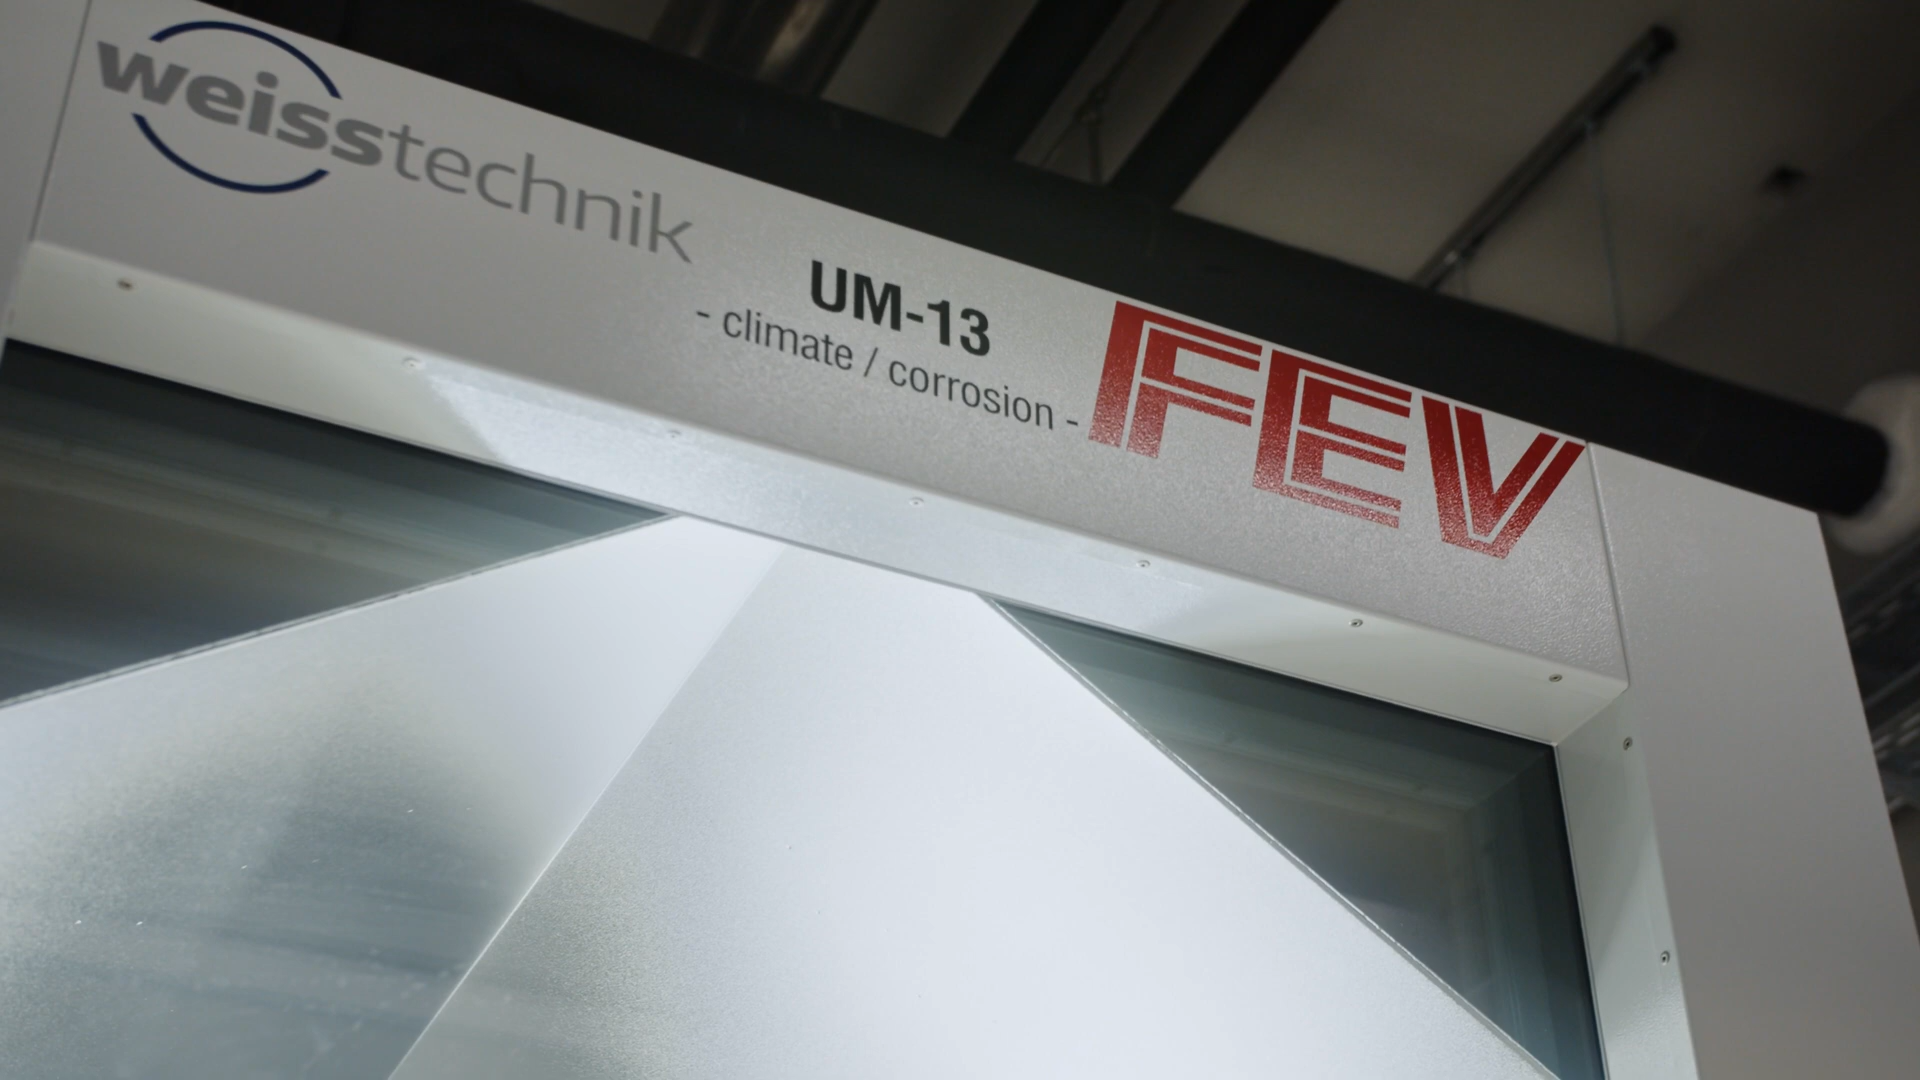 weisstechnik
UM-13
- climate / corrosion -
FEV